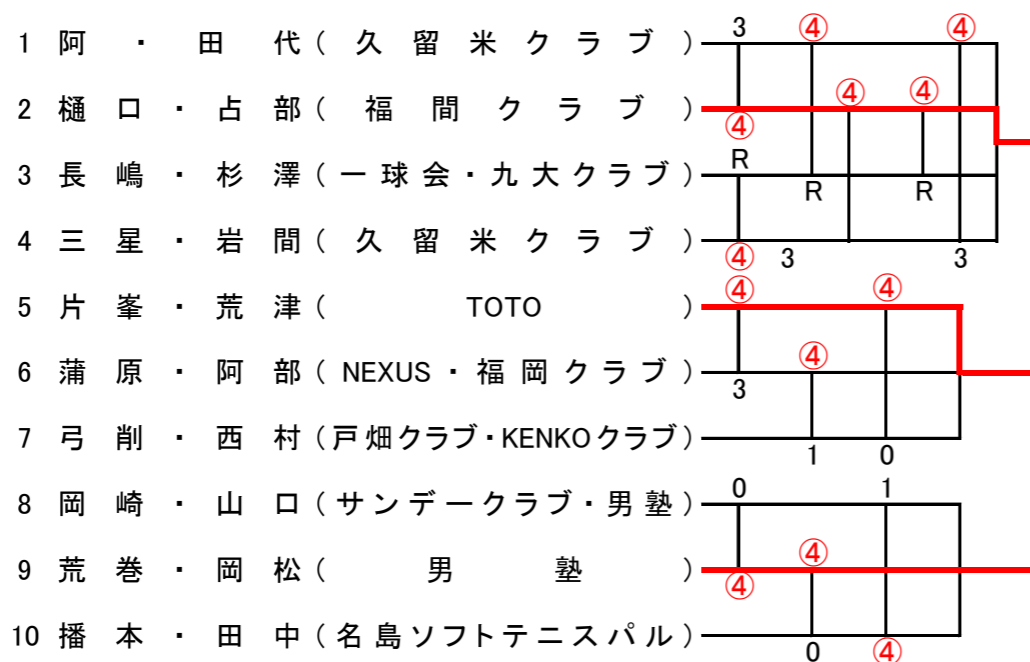 3 ④ ④
1 阿 ・ 田 代 ( 久 留 米 ク ラ ブ )
④ ④
2 樋 口 ・ 占 部 ( 福 間 ク ラ ブ )
④
R
3 長 嶋 ・ 杉 澤 ( 一 球 会 ・ 九 大 ク ラ ブ )
R R
4 三 星 ・ 岩 間 ( 久 留 米 ク ラ ブ )
④ 3 3
④ ④
5 片 峯 ・ 荒 津 ( TOTO )
④
6 蒲 原 ・ 阿 部 ( NEXUS ・ 福 岡 ク ラ ブ )
3
7 弓 削 ・ 西 村 ( 戸畑クラブ・KENKOクラブ )
1 0
0 1
8 岡 崎 ・ 山 口 ( サンデークラブ・男塾 )
④
9 荒 巻 ・ 岡 松 ( 男 塾 )
④
10 播 本 ・ 田 中 ( 名島ソフトテニスパル )
0 ④